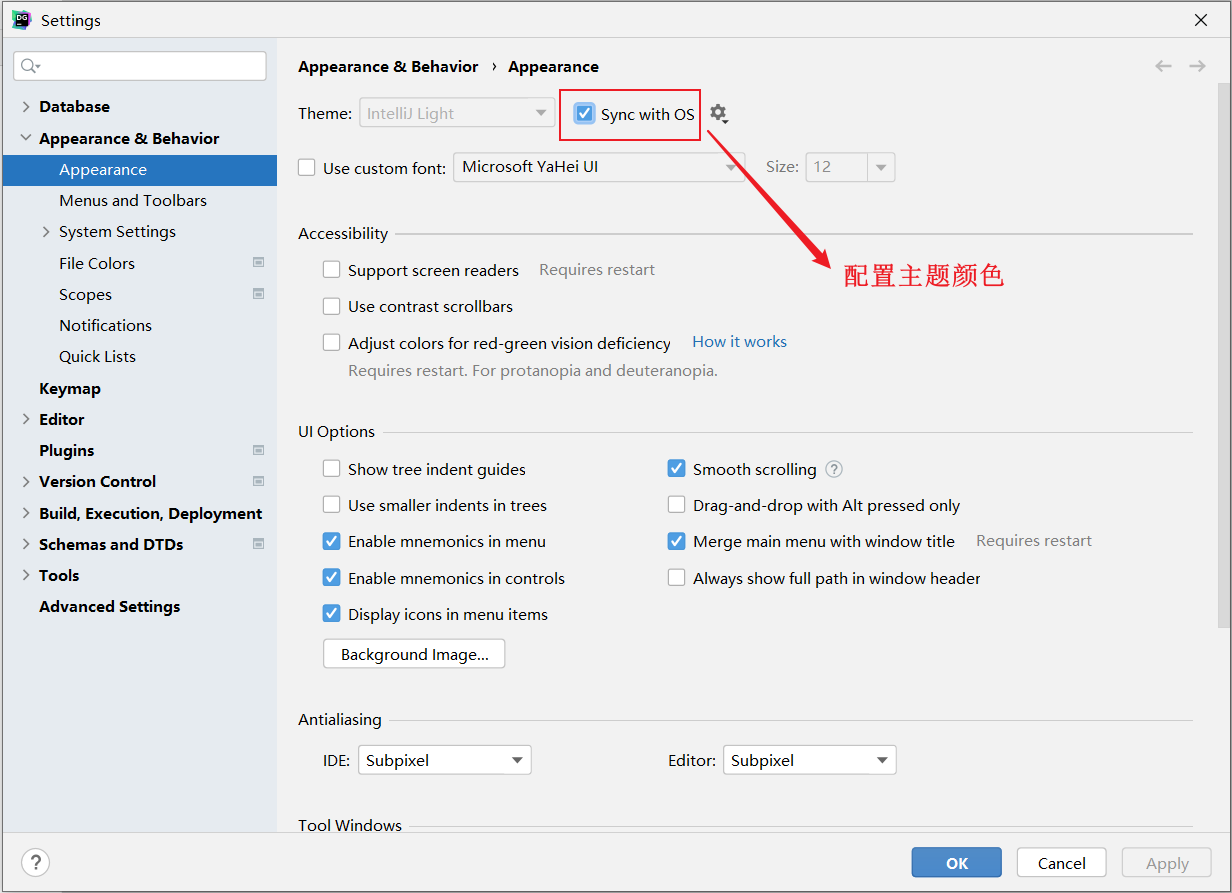 DG
Settings
Appearance & Behavior › Appearance
Database
Appearance & Behavior
Appearance
Menus and Toolbars
System Settings
File Colors
Scopes
Notifications
Quick Lists
Keymap
Editor
Plugins
Version Control
Build, Execution, Deployment
Schemas and DTDs
Tools
Advanced Settings
Theme: IntelliJ Light Sync with OS
Use custom font: Microsoft YaHei UI Size: 12
配置主题颜色
Accessibility
Support screen readers Requires restart
Use contrast scrollbars
Adjust colors for red-green vision deficiency How it works
Requires restart. For protanopia and deuteranopia.
UI Options
Show tree indent guides Smooth scrolling ?
Use smaller indents in trees Drag-and-drop with Alt pressed only
Enable mnemonics in menu Merge main menu with window title Requires restart
Enable mnemonics in controls Always show full path in window header
Display icons in menu items
Background Image...
Antialiasing
IDE: Subpixel Editor: Subpixel
Tool Windows
? OK Cancel Apply